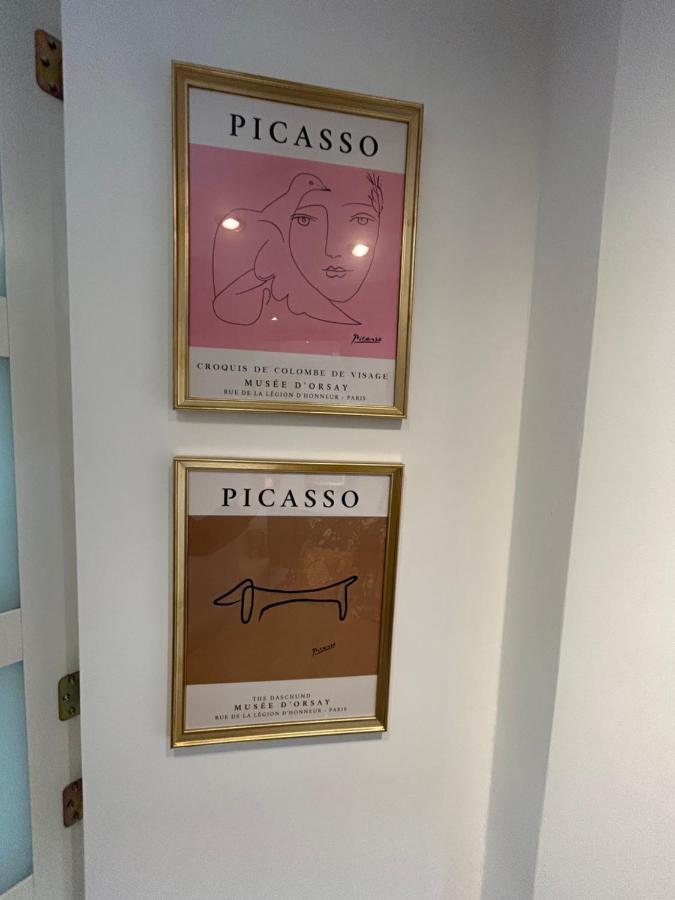 PICASSO
Picasso
CROQUIS DE COLOMBE DE VISAGE
MUSÉE D'ORSAY
RUE DE LA LÉGION D'HONNEUR - PARIS
PICASSO
Picasso
THE DASCHUND
MUSÉE D'ORSAY
RUE DE LA LÉGION D'HONNEUR - PARIS